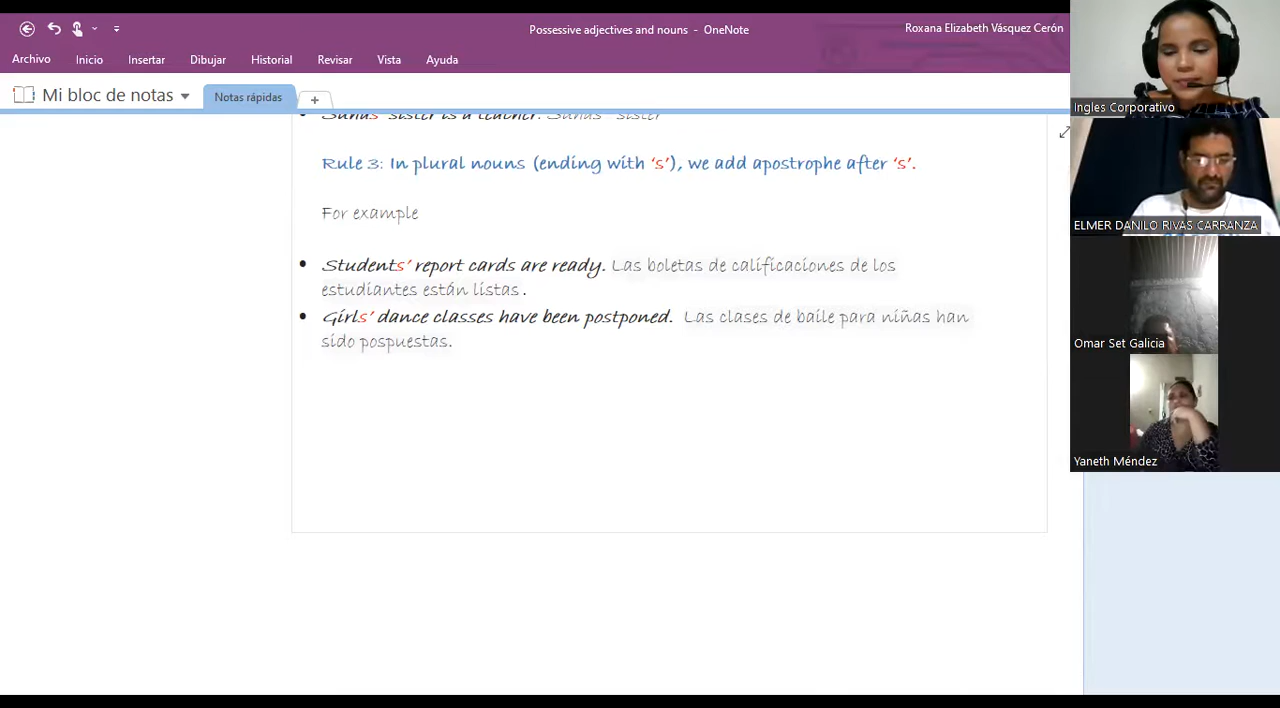 Possessive adjectives and nouns - OneNote
Roxana Elizabeth Vásquez Cerón
Archivo Inicio Insertar Dibujar Historial Revisar Vista Ayuda
Mi bloc de notas
Notas rápidas
sister is a teacher. sister
Rule 3: In plural nouns (ending with ‘s’), we add apostrophe after ‘s’.
For example
Students’ report cards are ready. Las boletas de calificaciones de los
estudiantes están listas.
Girls’ dance classes have been postponed. Las clases de baile para niñas han
sido pospuestas.
Ingles Corporativo
ELMER DANILO RIVAS CARRANZA
Omar Set Galicia
Yaneth Méndez